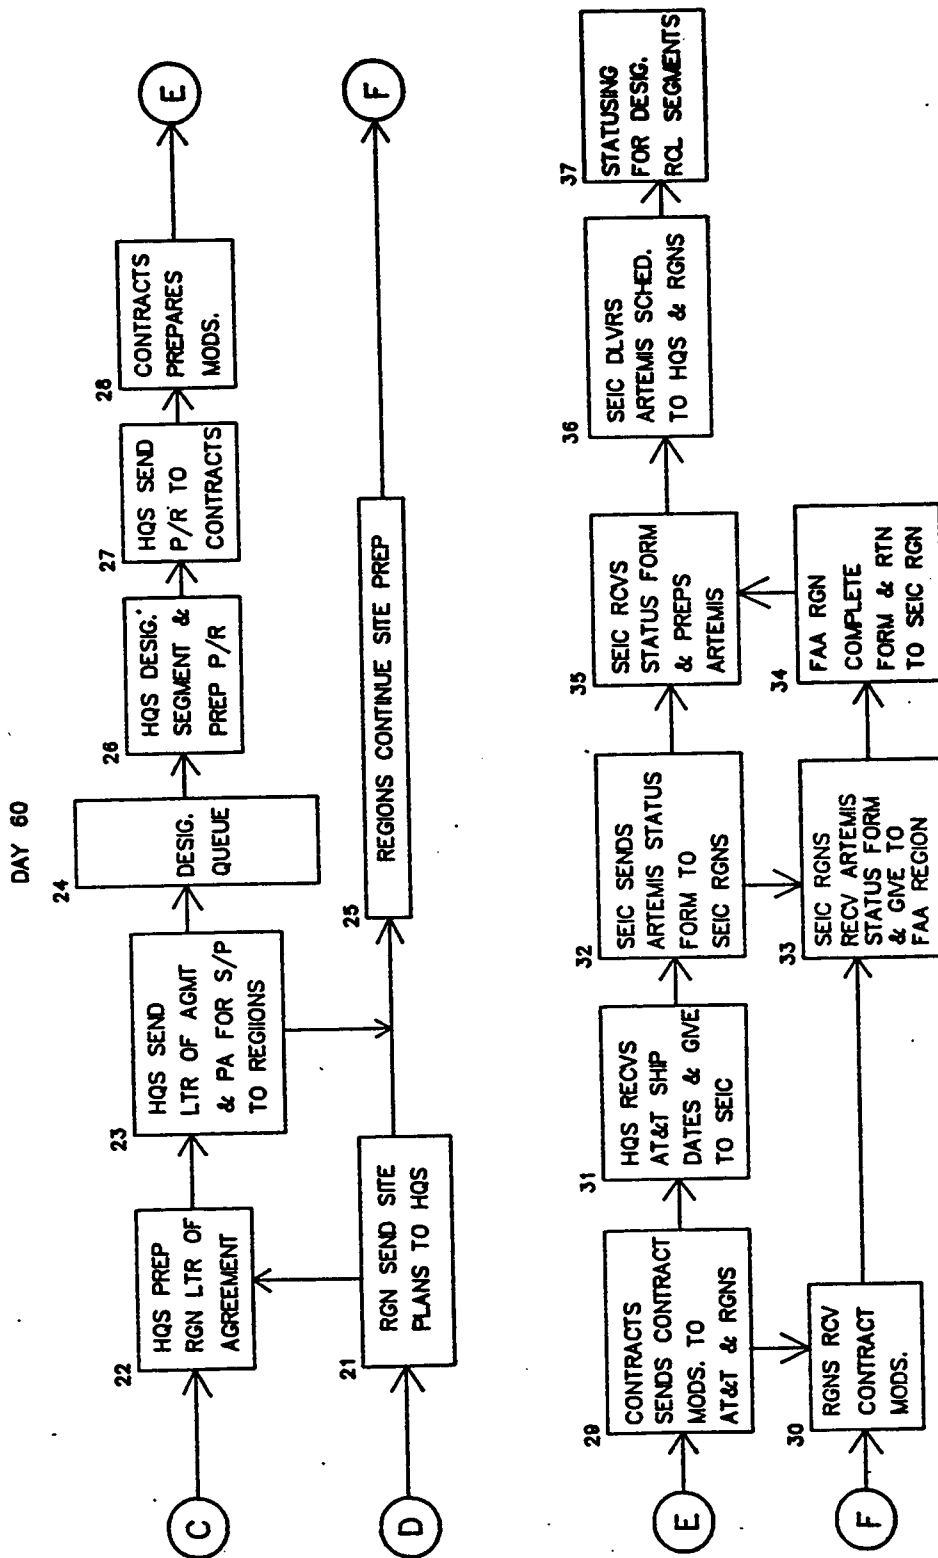 DAY 60
C
22
HQS PREP
RGN LTR OF
AGREEMENT
23
HQS SEND
LTR OF AGMT
& PA FOR S/P
TO REGIIONS
24
DESIG.
QUEUE
26
HQS DESIG.
SEGMENT &
PREP P/R
27
HQS SEND
P/R TO
CONTRACTS
28
CONTRACTS
PREPARES
MODS.
E
D
21
RGN SEND SITE
PLANS TO HQS
25
REGIONS CONTINUE SITE PREP
F
E
29
CONTRACTS
SENDS CONTRACT
MODS. TO
AT&T & RGNS
31
HQS RECVS
AT&T SHIP
DATES & GIVE
TO SEIC
32
SEIC SENDS
ARTEMIS STATUS
FORM TO
SEIC RGNS
35
SEIC RCVS
STATUS FORM
& PREPS
ARTEMIS
36
SEIC DLVRS
ARTEMIS SCHED.
TO HQS & RGNS
37
STATUSING
FOR DESIG.
RCL SEGMENTS
F
30
RGNS RCV
CONTRACT
MODS.
33
SEIC RGNS
RECV ARTEMIS
STATUS FORM
& GIVE TO
FAA REGION
34
FAA RGN
COMPLETE
FORM & RTN
TO SEIC RGN